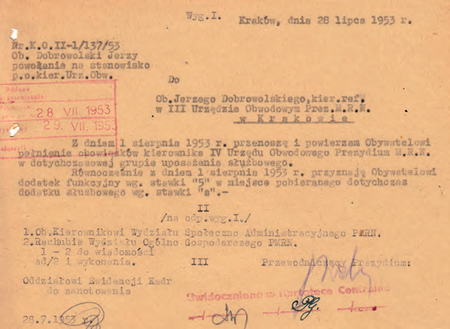 Wyg.I.
Kraków, dnia 28 lipca 1953 r.
Nr.K.O.II-1/137/53
Ob. Dobrowolski Jerzy
powołanie na stanowisko
p.o.kier.Urz.Obw.
Do
Ob.Jerzego Dobrowolskiego,kier.ref.
w III Urzędzie Obwodowym Prez.M.R.N.
w Krakowie
28 VII. 1953
29. VII. 1953
Z dniem 1 sierpnia 1953 r. przenoszę i powierzam Obywatelowi
pełnienie obowiązków kierownika IV Urzędu Obwodowego Prezydium M.R.N.
w dotychczasowej grupie uposażenia służbowego.
Równocześnie z dniem 1 sierpnia 1953 r. przyznaję Obywatelowi
dodatek funkcyjny wg. stawki "5" w miejsce pobieranego dotychczas
dodatku służbowego wg. stawki "s".-
II
/na odp.wyg.I./
1.Ob.Kierownikowi Wydziału Społeczno Administracyjnego PMRN.
2.Rachubie Wydziału Ogólno Gospodarczego PMRN.
1 - 2 do wiadomości
ad/2 i wykonania.
III
Przewodniczący Prezydium:
Oddziałowi Ewidencji Kadr
do zanotowania
Uwidoczniono w Kartotece Centralnej
28.7.1953 r.